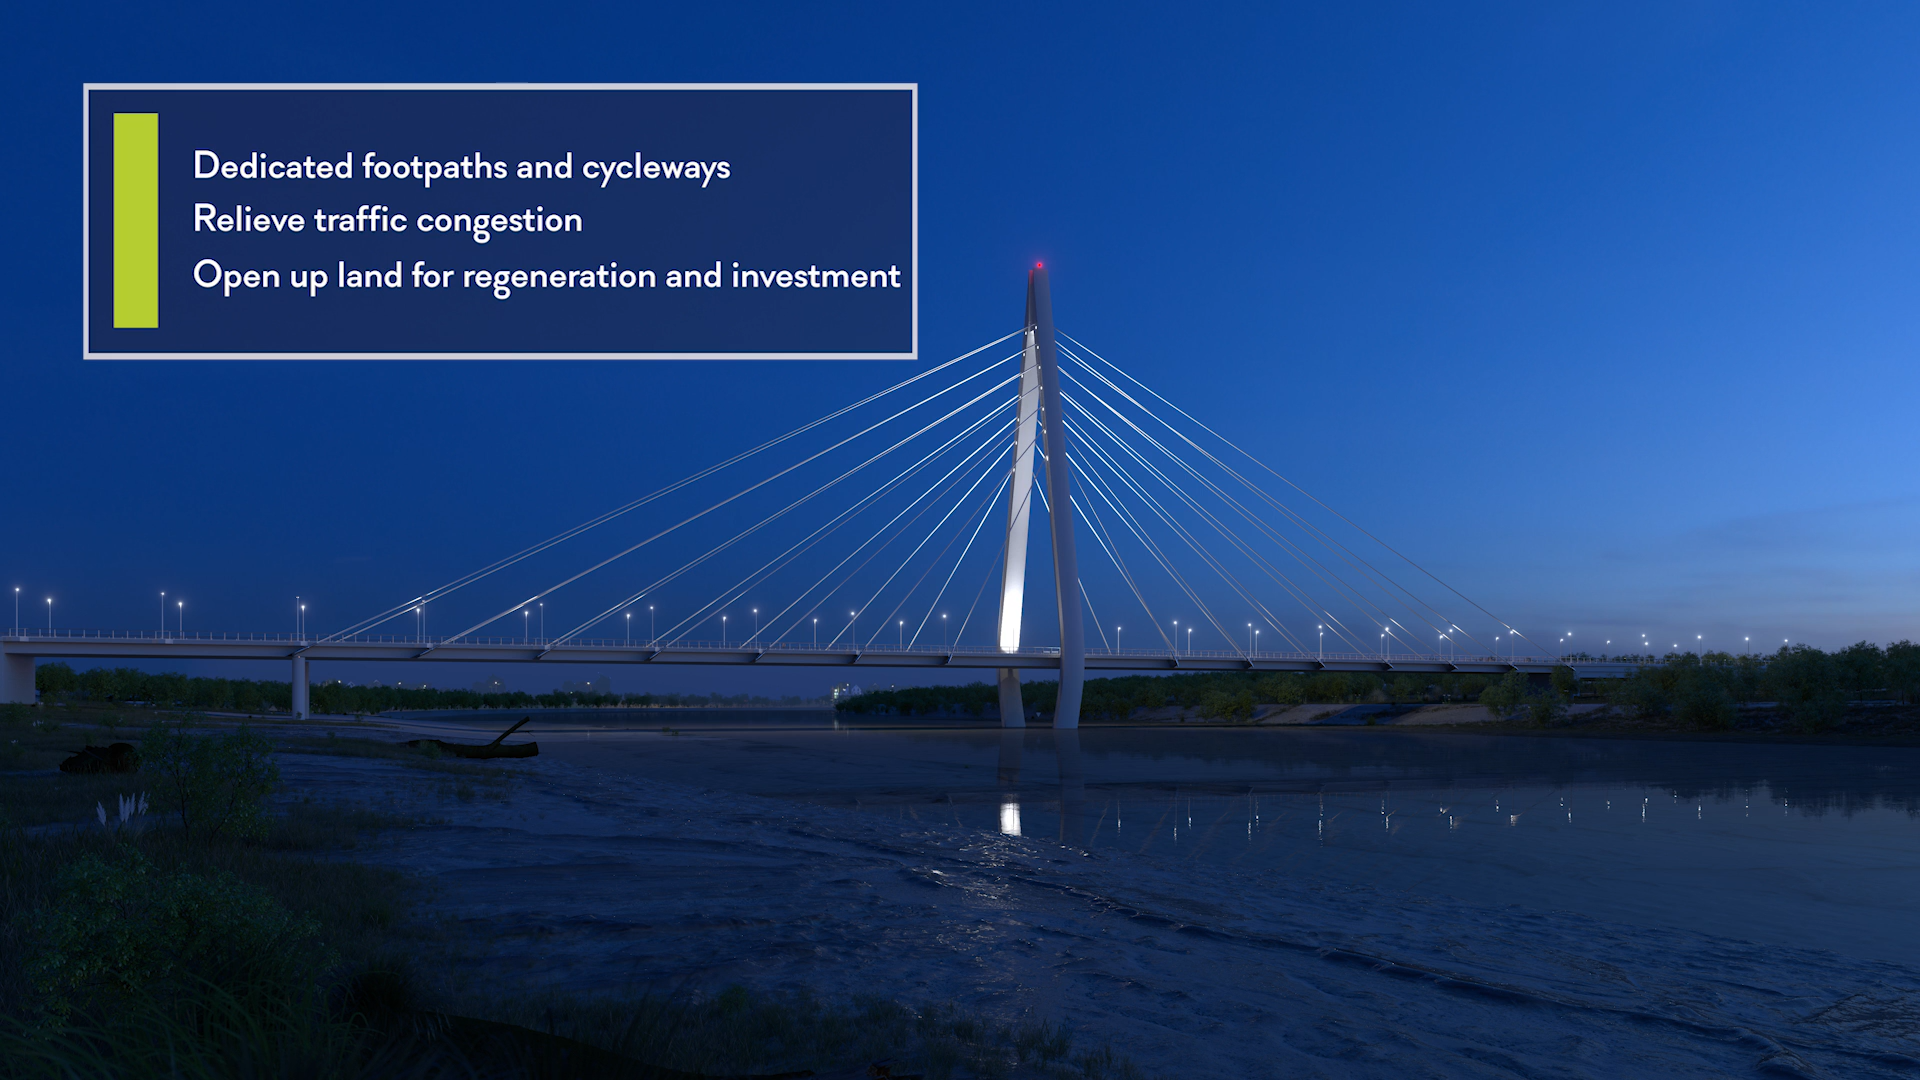 Dedicated footpaths and cycleways
Relieve traffic congestion
Open up land for regeneration and investment